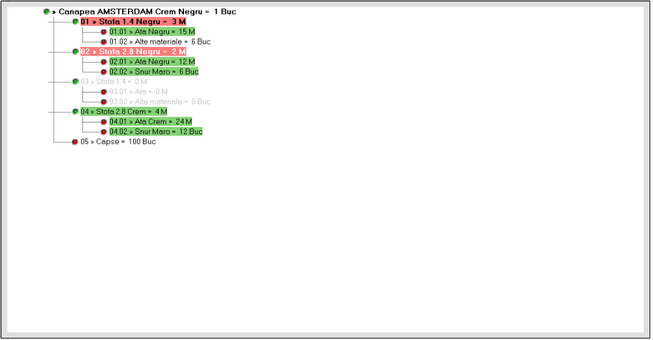 » Canapea AMSTERDAM Crem Negru = 1 Buc
01 » Stofa 1.4 Negru = 3 M
01.01 » Ata Negru = 15 M
01.02 » Alte materiale = 6 Buc
02 » Stofa 2.8 Negru = 2 M
02.01 » Ata Negru = 12 M
02.02 » Snur Maro = 6 Buc
03 » Stofa 1.4 = 0 M
03.01 » Ata = 0 M
03.02 » Alte materiale = 0 Buc
04 » Stofa 2.8 Crem = 4 M
04.01 » Ata Crem = 24 M
04.02 » Snur Maro = 12 Buc
05 » Capse = 100 Buc